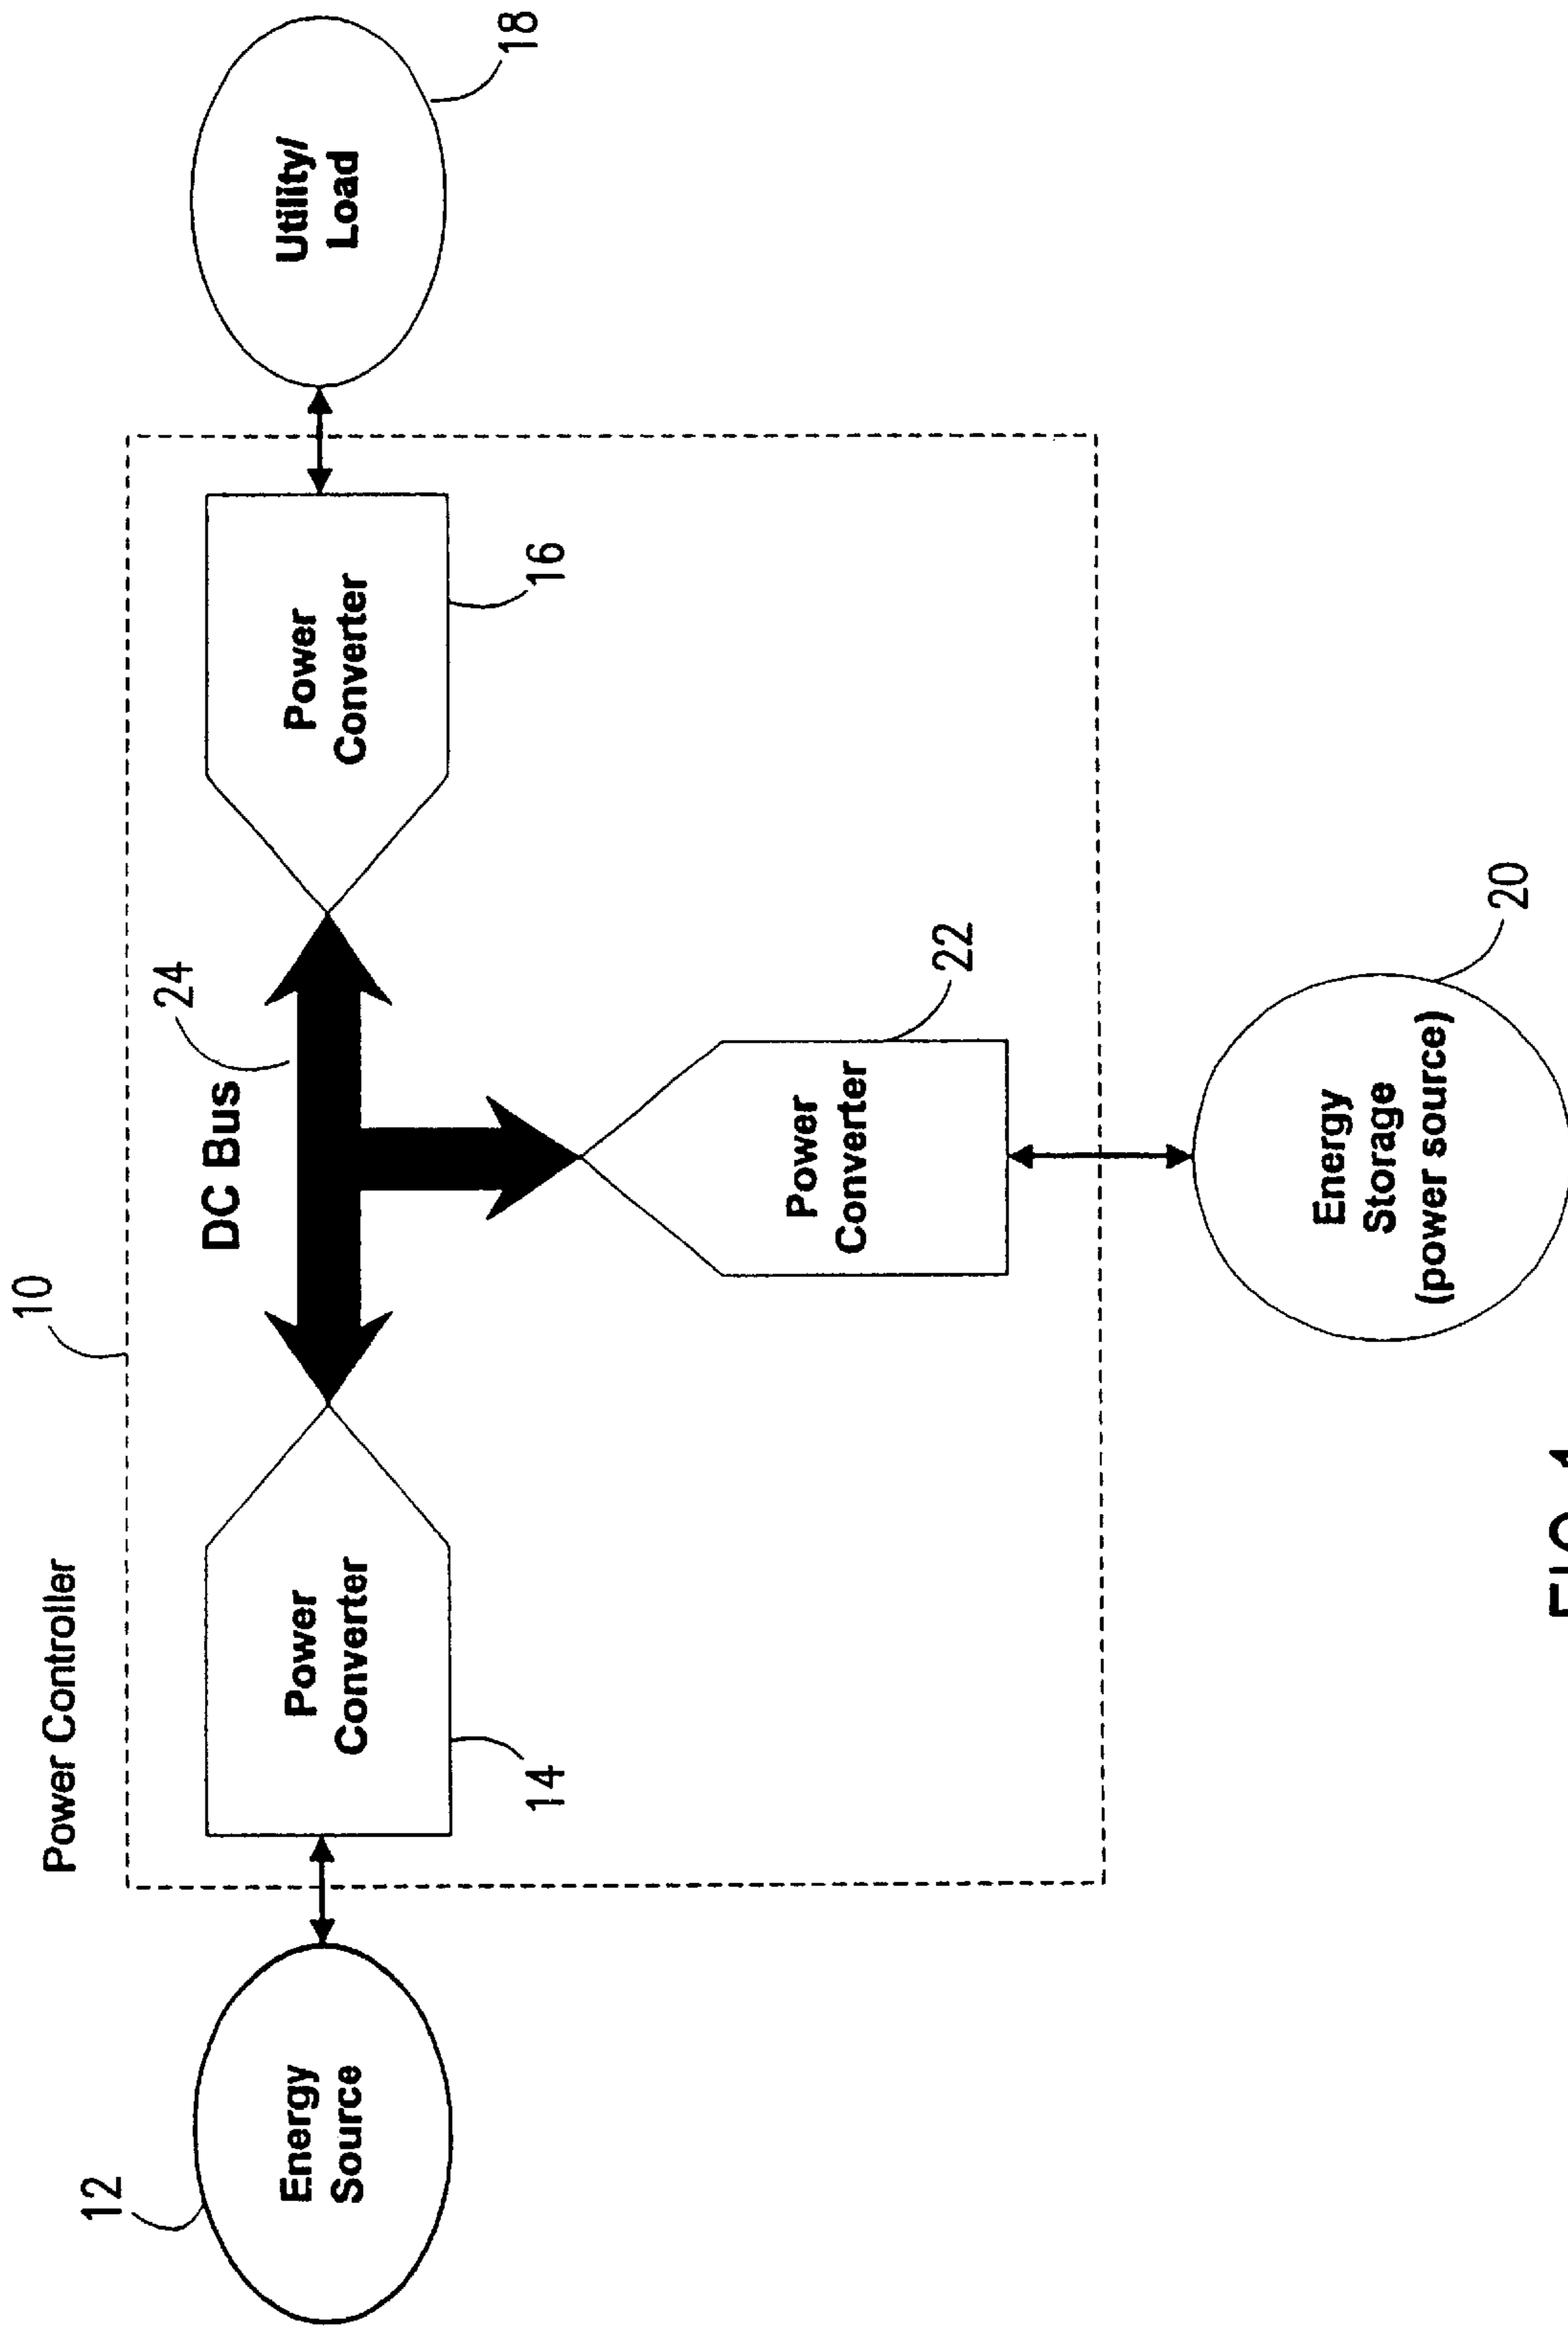 Power Controller
10
DC Bus
24
12
Energy
Source
Power
Converter
14
Power
Converter
16
Utility/
Load
18
Power
Converter
22
Energy
Storage
(power source)
20